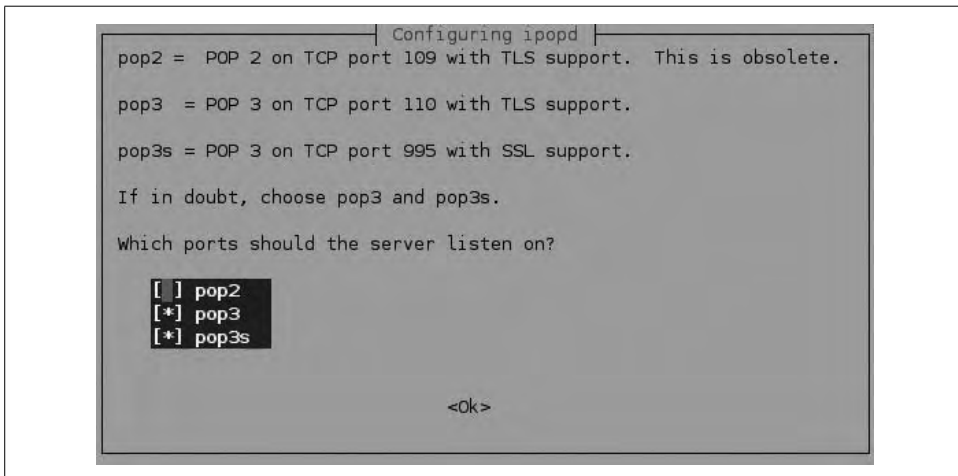 Configuring ipopd
pop2 = POP 2 on TCP port 109 with TLS support. This is obsolete.
pop3 = POP 3 on TCP port 110 with TLS support.
pop3s = POP 3 on TCP port 995 with SSL support.
If in doubt, choose pop3 and pop3s.
Which ports should the server listen on?
[ ] pop2
[*] pop3
[*] pop3s
<Ok>